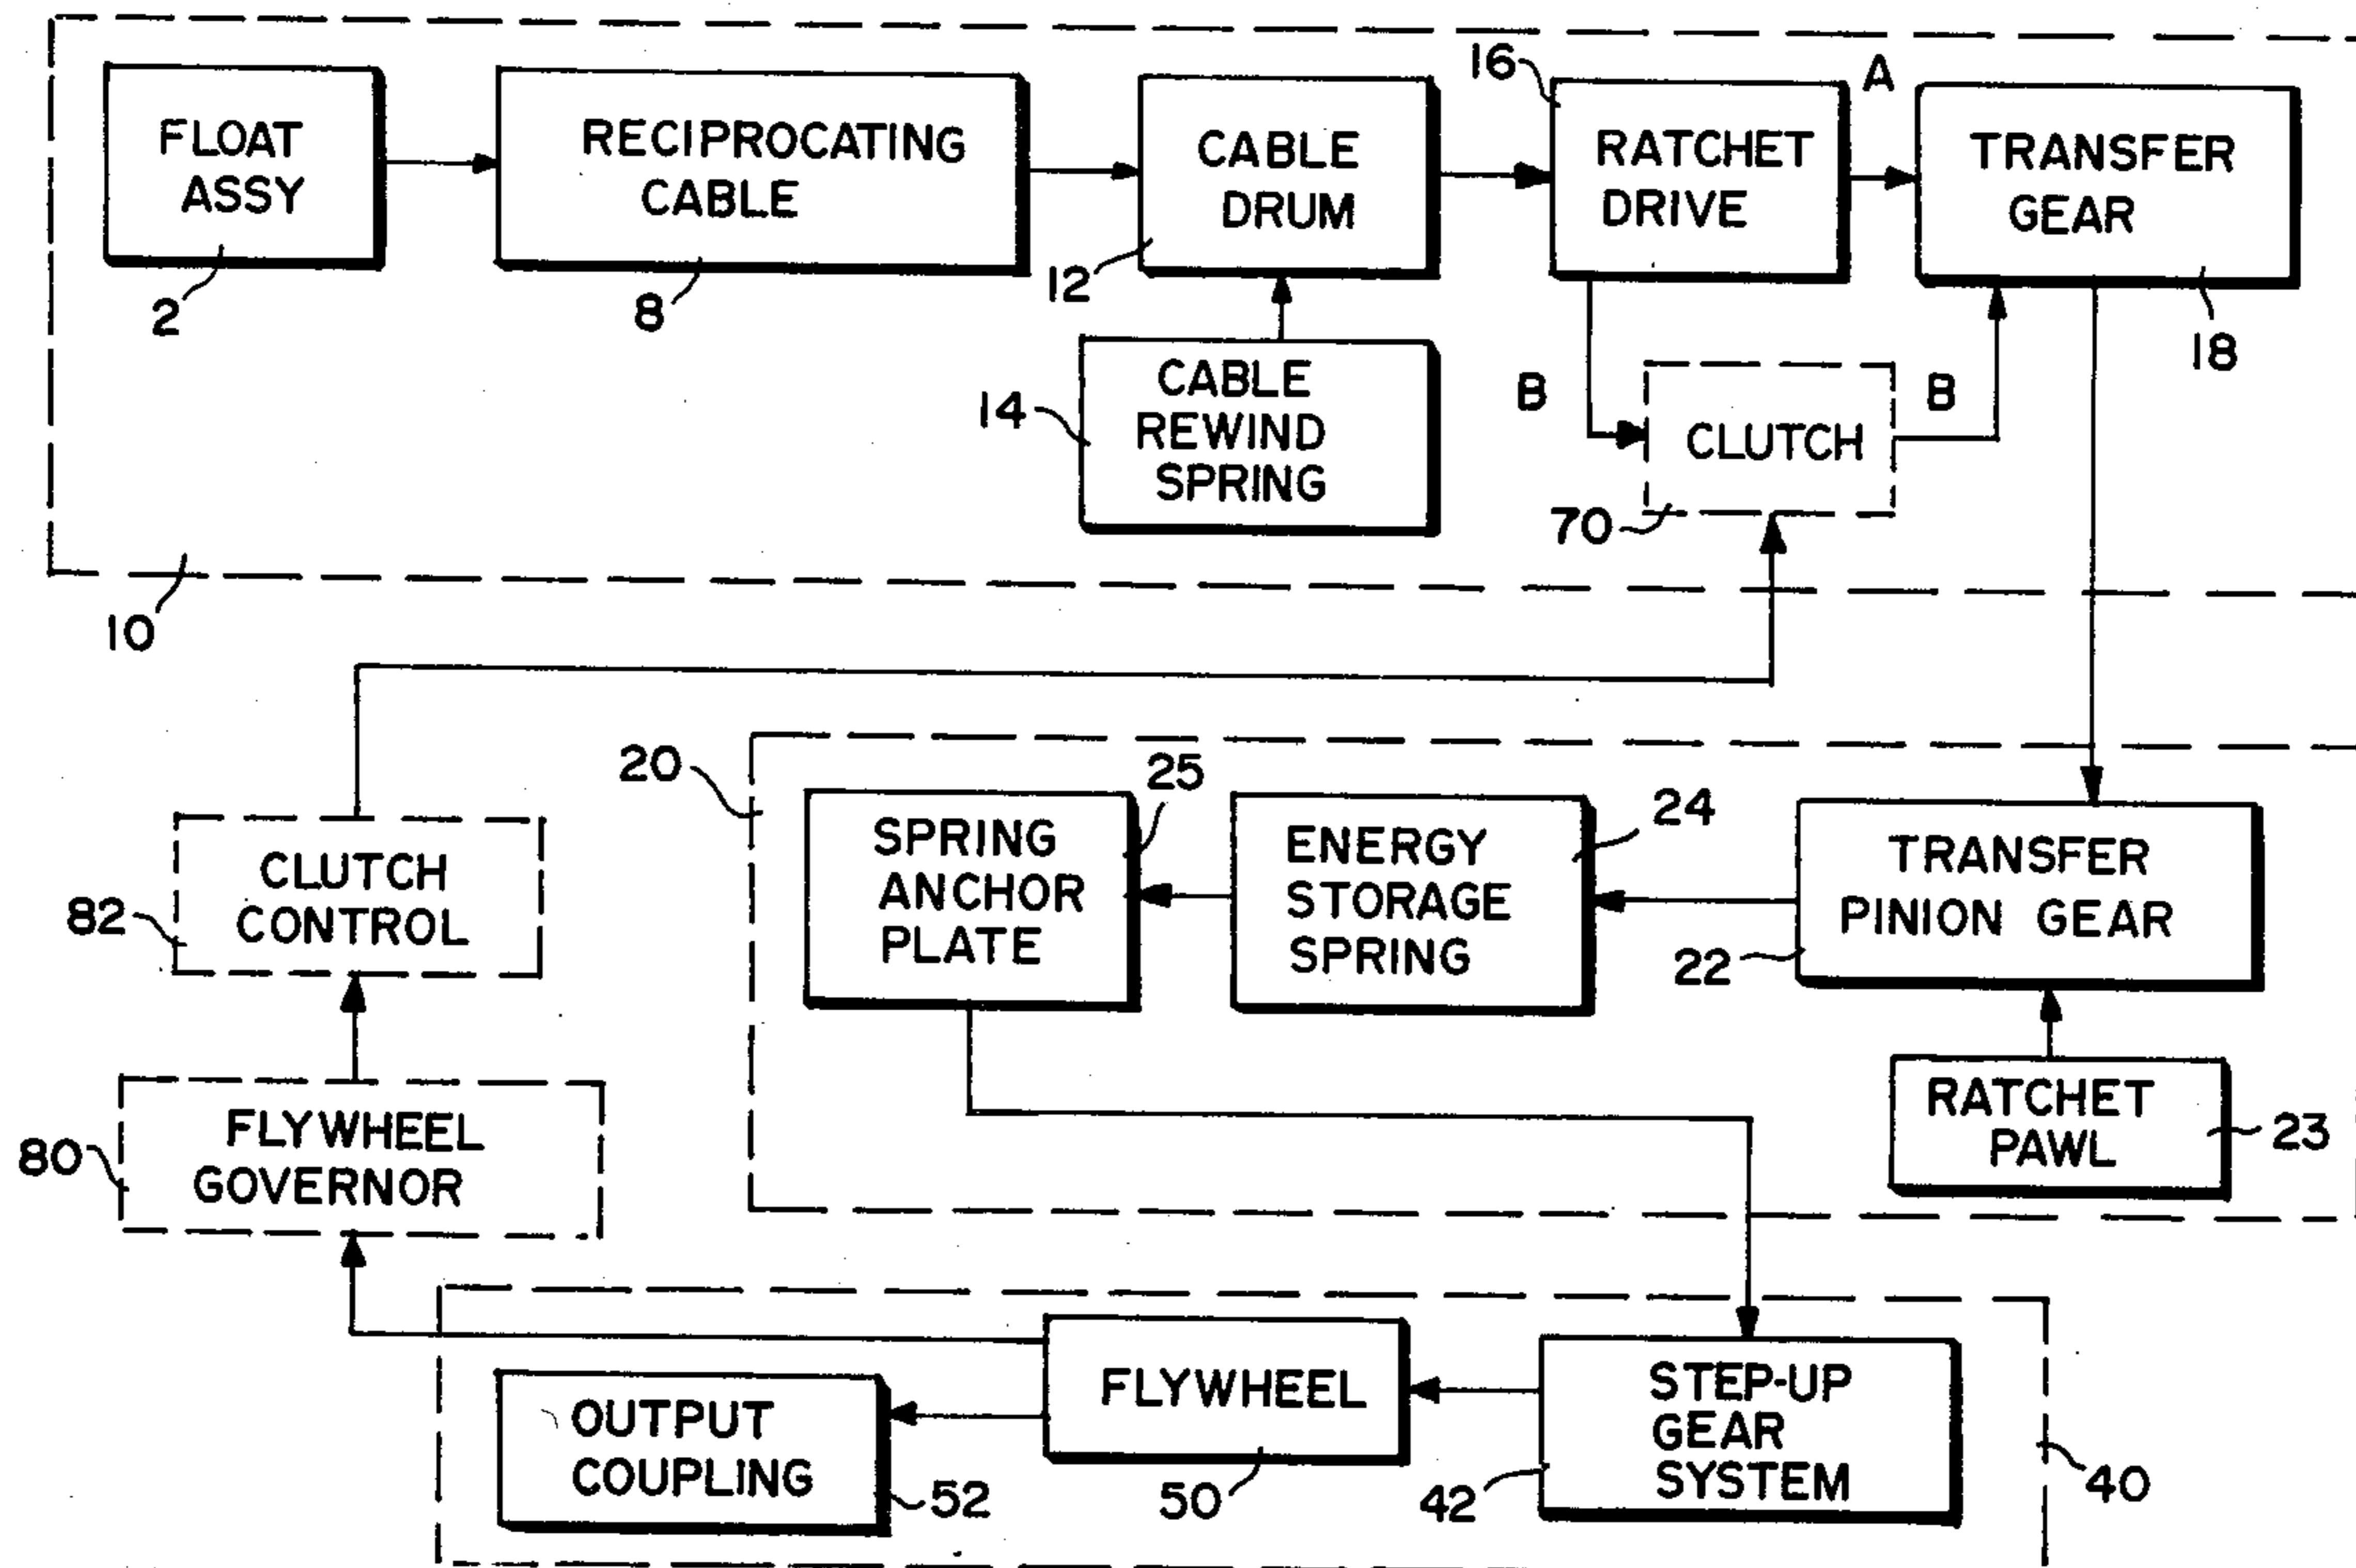 FLOAT
ASSY
2
RECIPROCATING
CABLE
8
CABLE
DRUM
12
16
RATCHET
DRIVE
A
TRANSFER
GEAR
18
CABLE
REWIND
SPRING
14
B
CLUTCH
B
70
10
20
SPRING
ANCHOR
PLATE
25
ENERGY
STORAGE
SPRING
24
TRANSFER
PINION GEAR
22
RATCHET
PAWL
23
CLUTCH
CONTROL
82
FLYWHEEL
GOVERNOR
80
OUTPUT
COUPLING
52
FLYWHEEL
50
STEP-UP
GEAR
SYSTEM
42
40